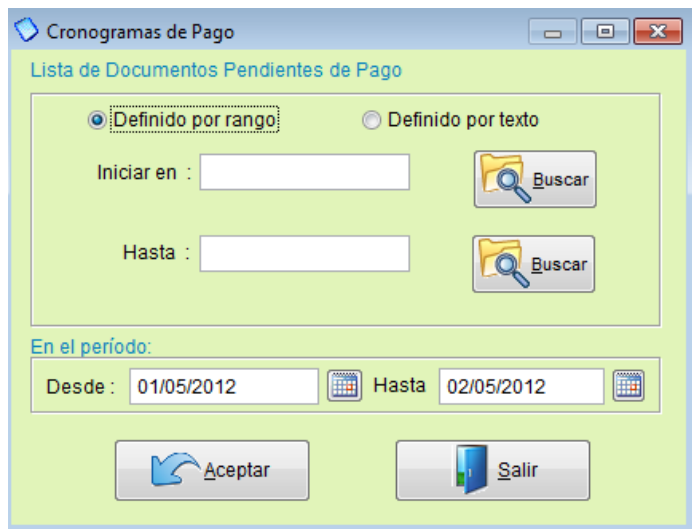 Cronogramas de Pago
Lista de Documentos Pendientes de Pago
Definido por rango Definido por texto
Iniciar en : Buscar
Hasta : Buscar
En el período:
Desde : 01/05/2012 Hasta 02/05/2012
Aceptar Salir